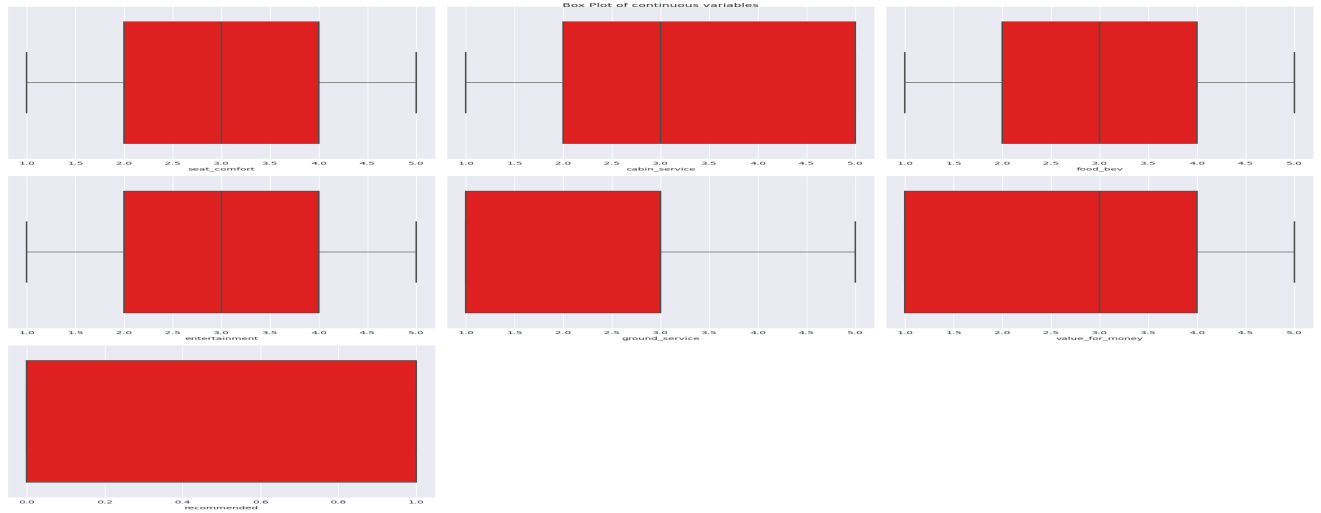 Box Plot of continuous variables
1.0 1.5 2.0 2.5 3.0 3.5 4.0 4.5 5.0
seat_comfort
1.0 1.5 2.0 2.5 3.0 3.5 4.0 4.5 5.0
cabin_service
1.0 1.5 2.0 2.5 3.0 3.5 4.0 4.5 5.0
food_bev
1.0 1.5 2.0 2.5 3.0 3.5 4.0 4.5 5.0
entertainment
1.0 1.5 2.0 2.5 3.0 3.5 4.0 4.5 5.0
ground_service
1.0 1.5 2.0 2.5 3.0 3.5 4.0 4.5 5.0
value_for_money
0.0 0.2 0.4 0.6 0.8 1.0
recommended